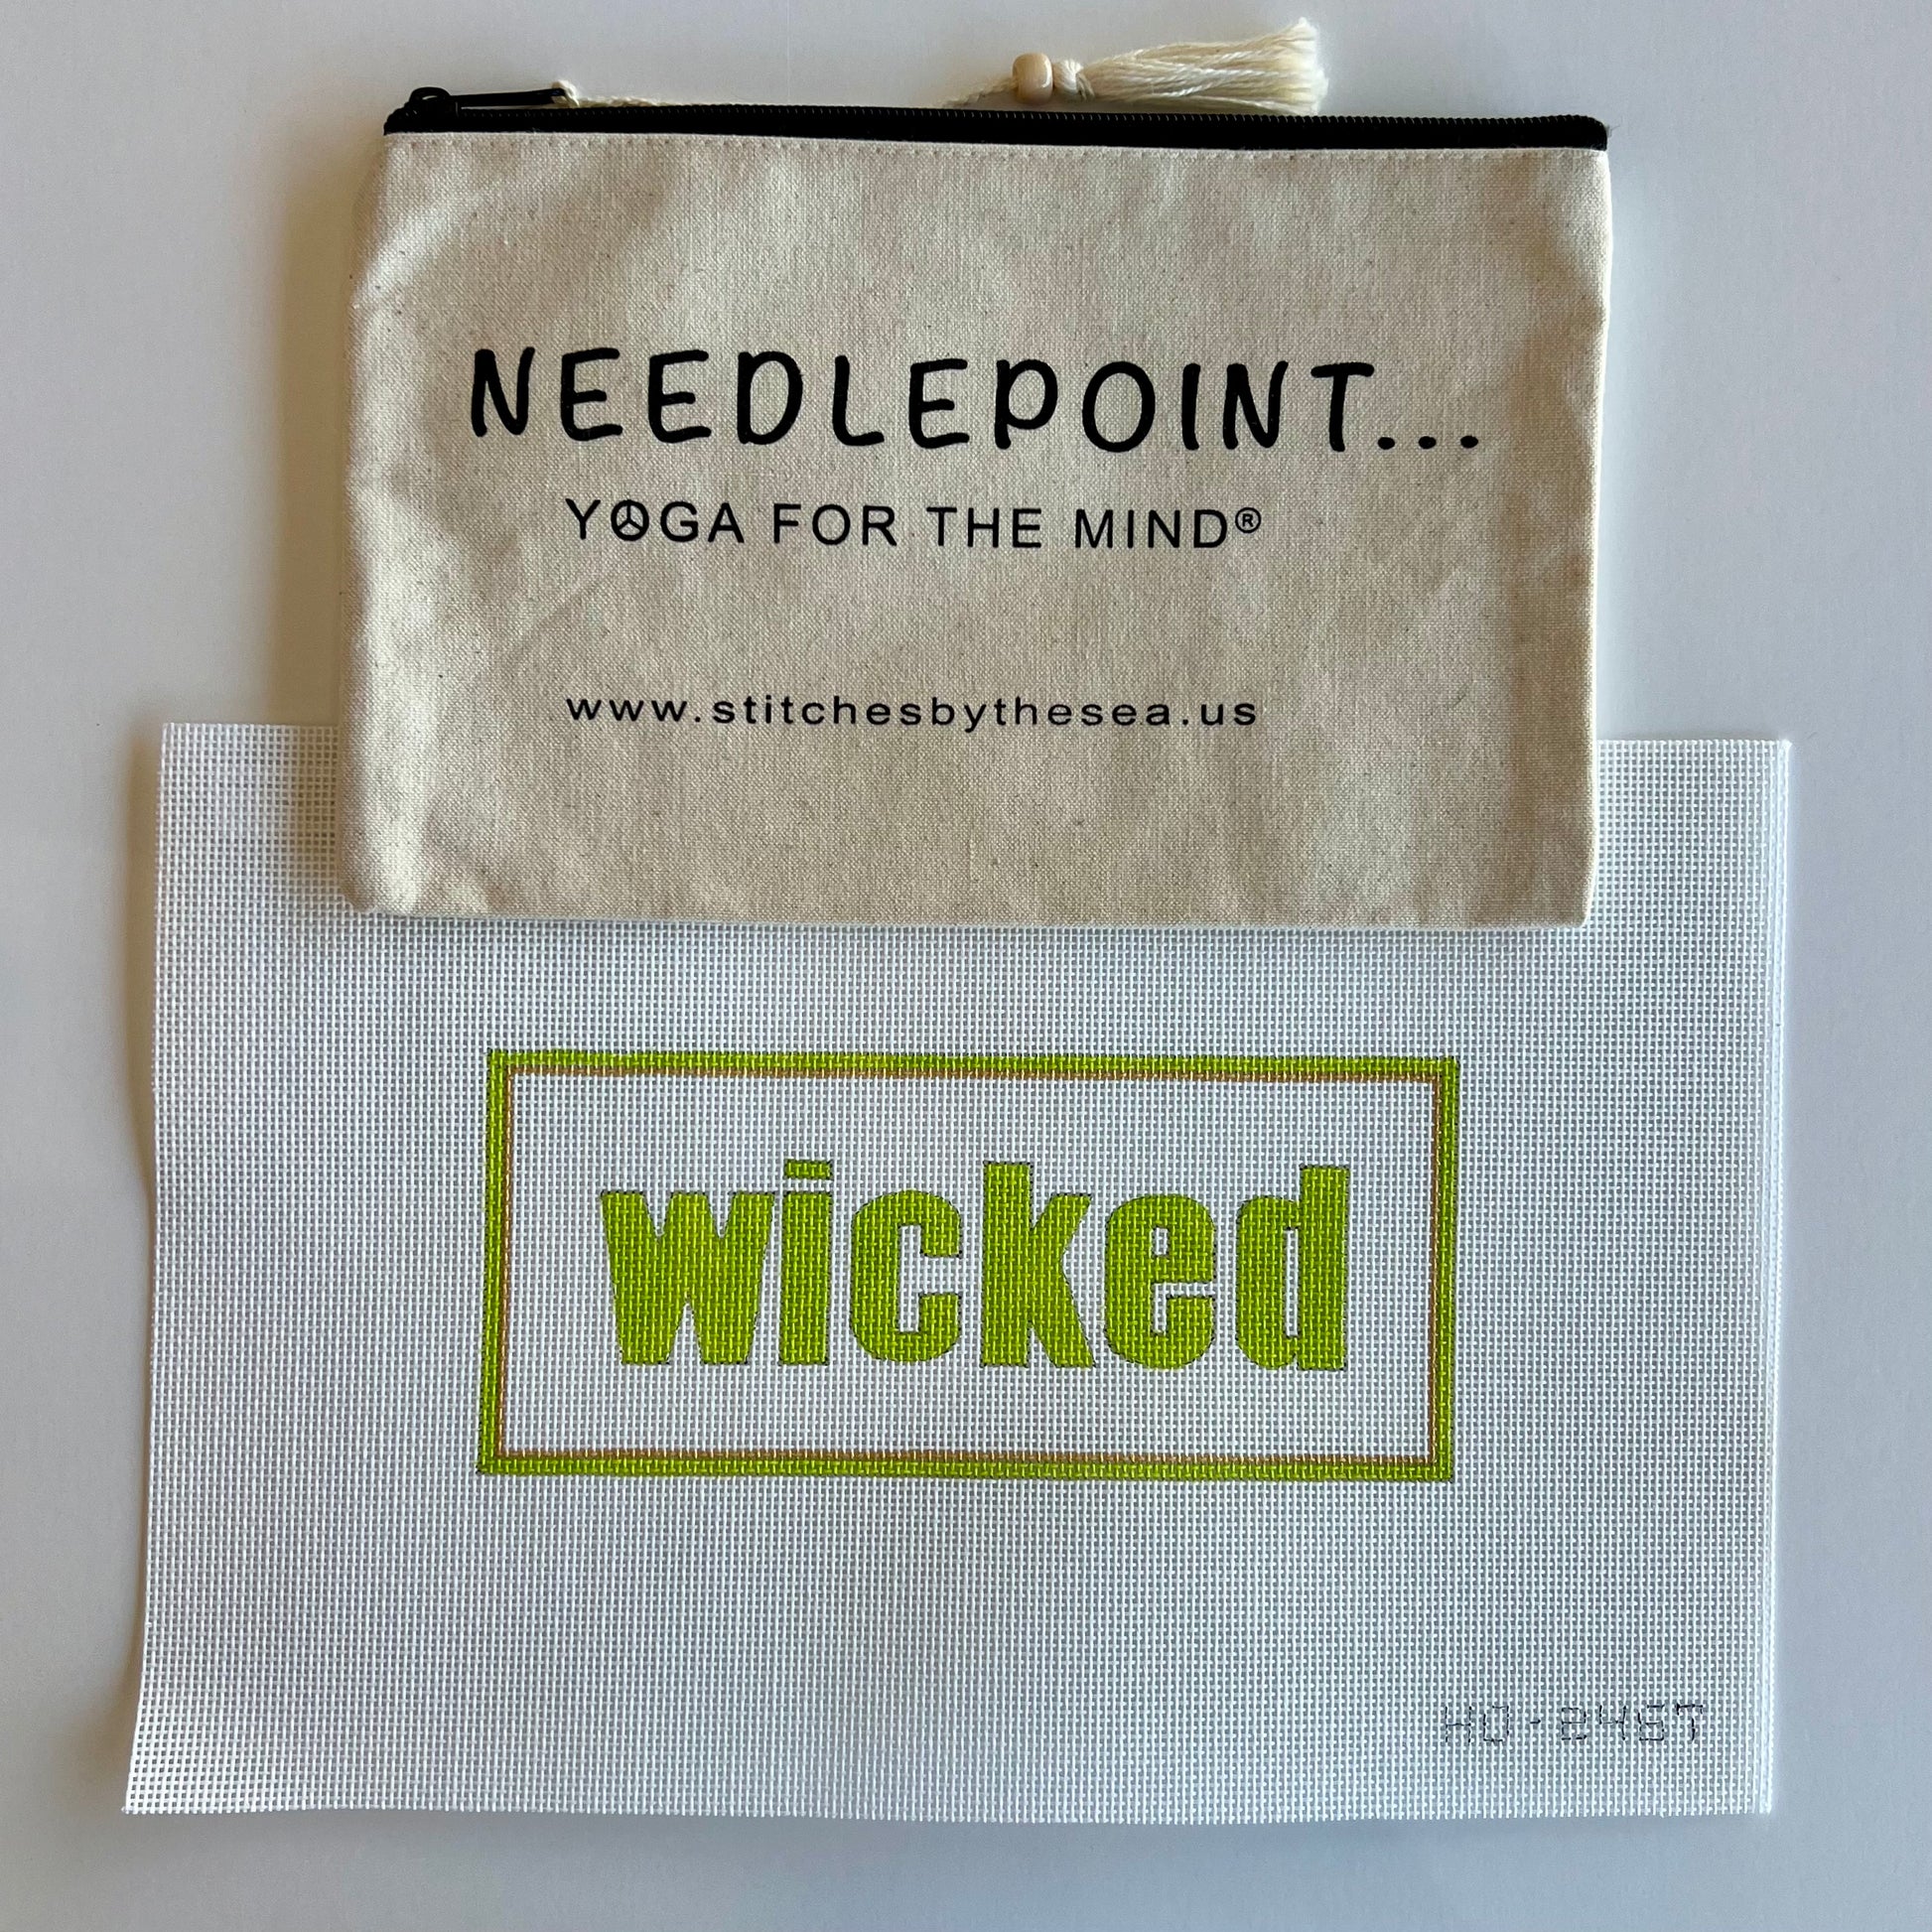 NEEDLEPOINT...
YOGA FOR THE MIND®
www.stitchesbythesea.us
wicked